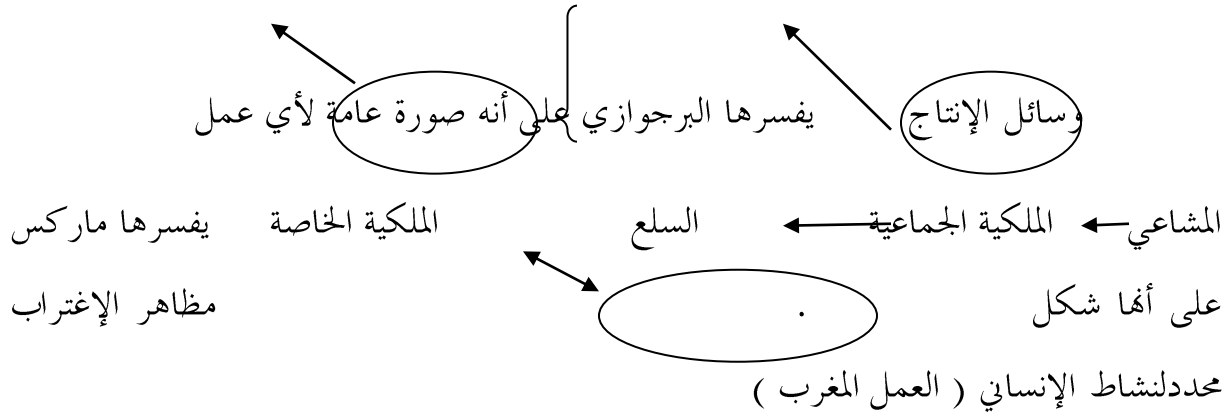 وسائل الإنتاج يفسرها البرجوازي على أنه صورة عامة لأي عمل
المشاعي الملكية الجماعية السلع الملكية الخاصة يفسرها ماركس
على أنها شكل . مظاهر الإغتراب
محددلنشاط الإنساني ( العمل المغرب )